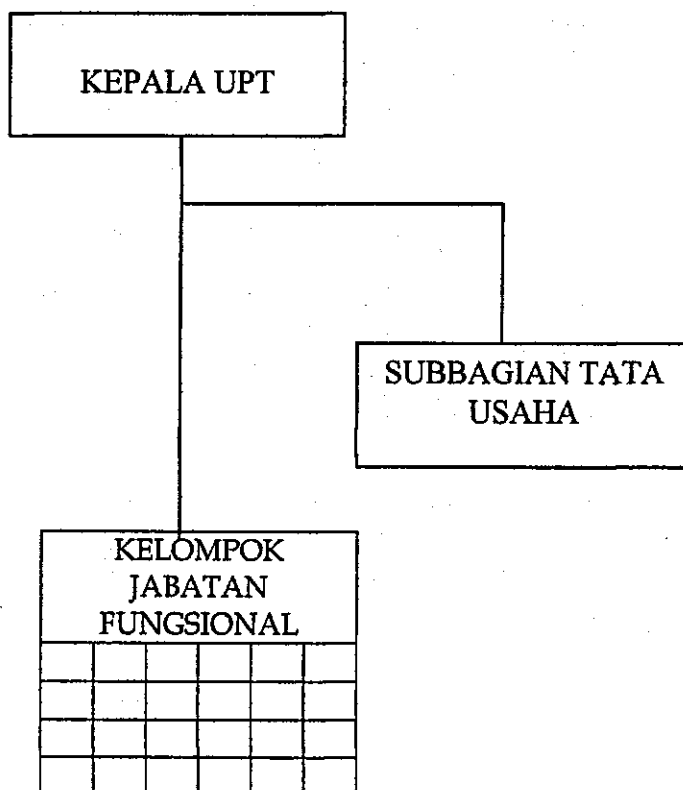 KEPALA UPT
SUBBAGIAN TATA
USAHA
KELOMPOK
JABATAN
FUNGSIONAL